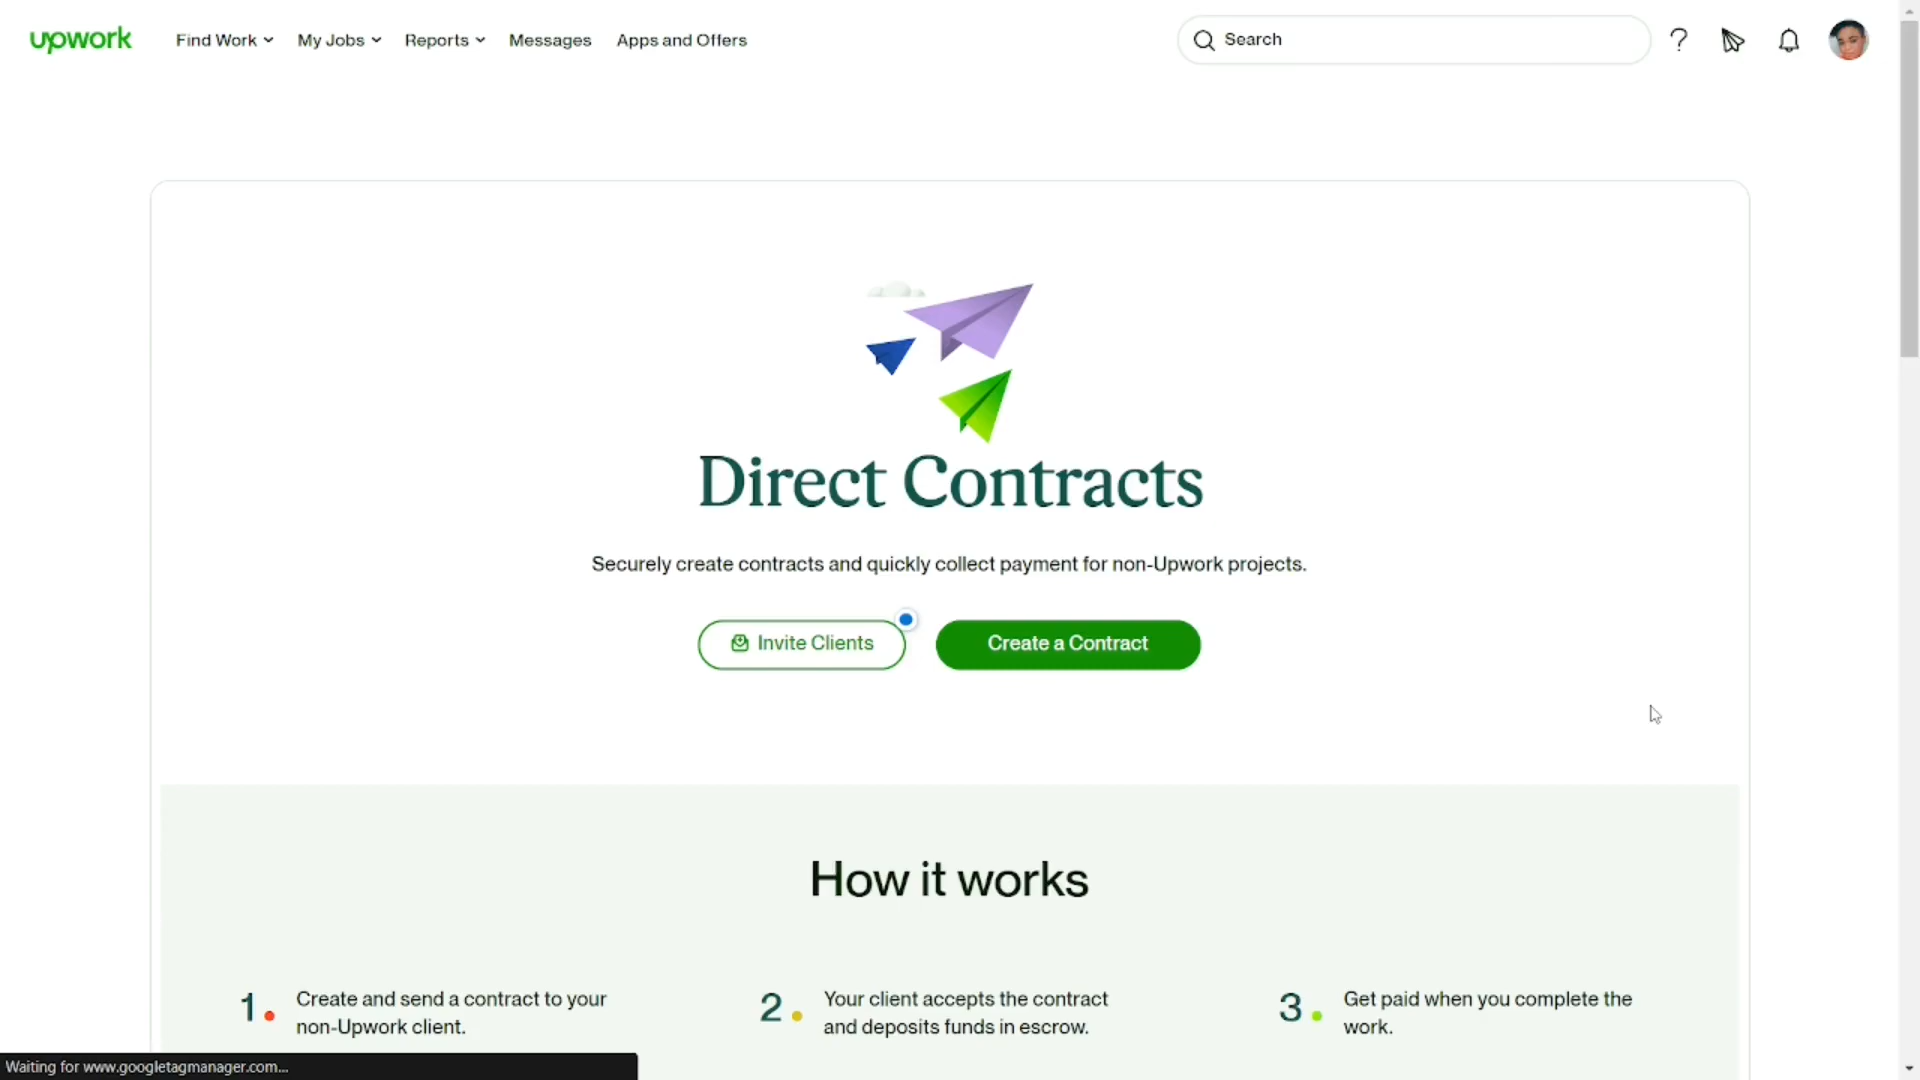 upwork Find Work My Jobs Reports Messages Apps and Offers Search ?
Direct Contracts
Securely create contracts and quickly collect payment for non-Upwork projects.
Invite Clients Create a Contract
How it works
1. Create and send a contract to your
non-Upwork client.
2. Your client accepts the contract
and deposits funds in escrow.
3. Get paid when you complete the
work.
Waiting for www.googletagmanager.com...